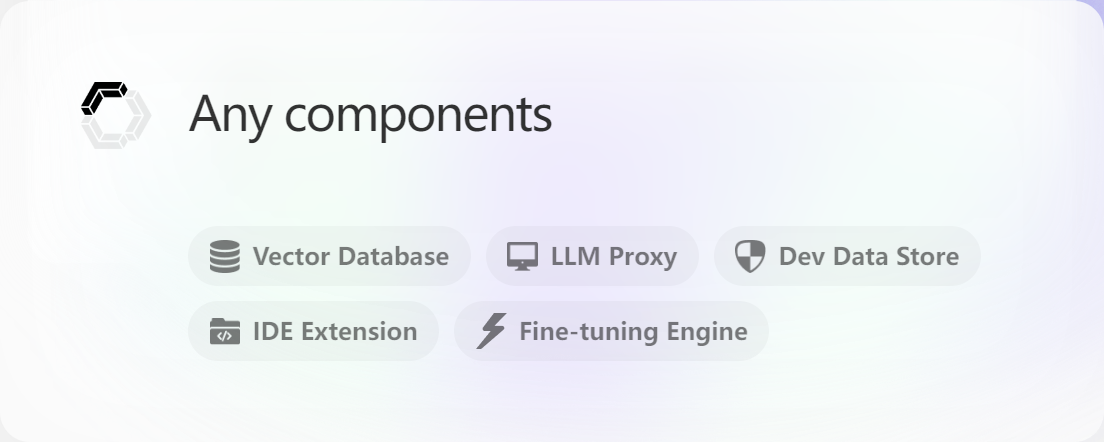 Any components
Vector Database LLM Proxy Dev Data Store
IDE Extension Fine-tuning Engine